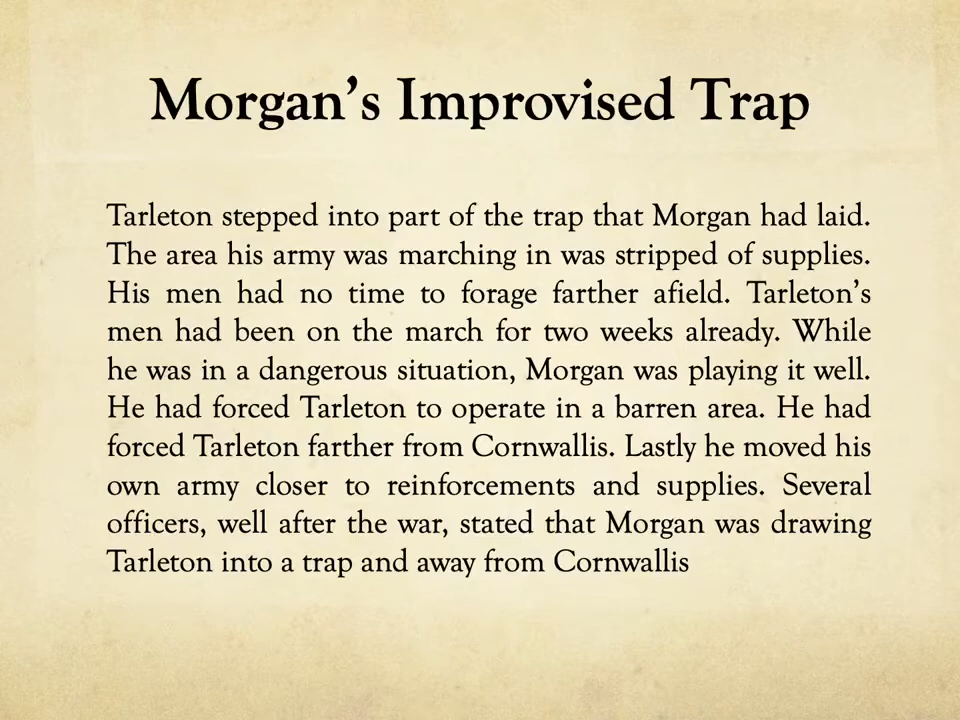 Morgan’s Improvised Trap
Tarleton stepped into part of the trap that Morgan had laid.
The area his army was marching in was stripped of supplies.
His men had no time to forage farther afield. Tarleton’s
men had been on the march for two weeks already. While
he was in a dangerous situation, Morgan was playing it well.
He had forced Tarleton to operate in a barren area. He had
forced Tarleton farther from Cornwallis. Lastly he moved his
own army closer to reinforcements and supplies. Several
officers, well after the war, stated that Morgan was drawing
Tarleton into a trap and away from Cornwallis